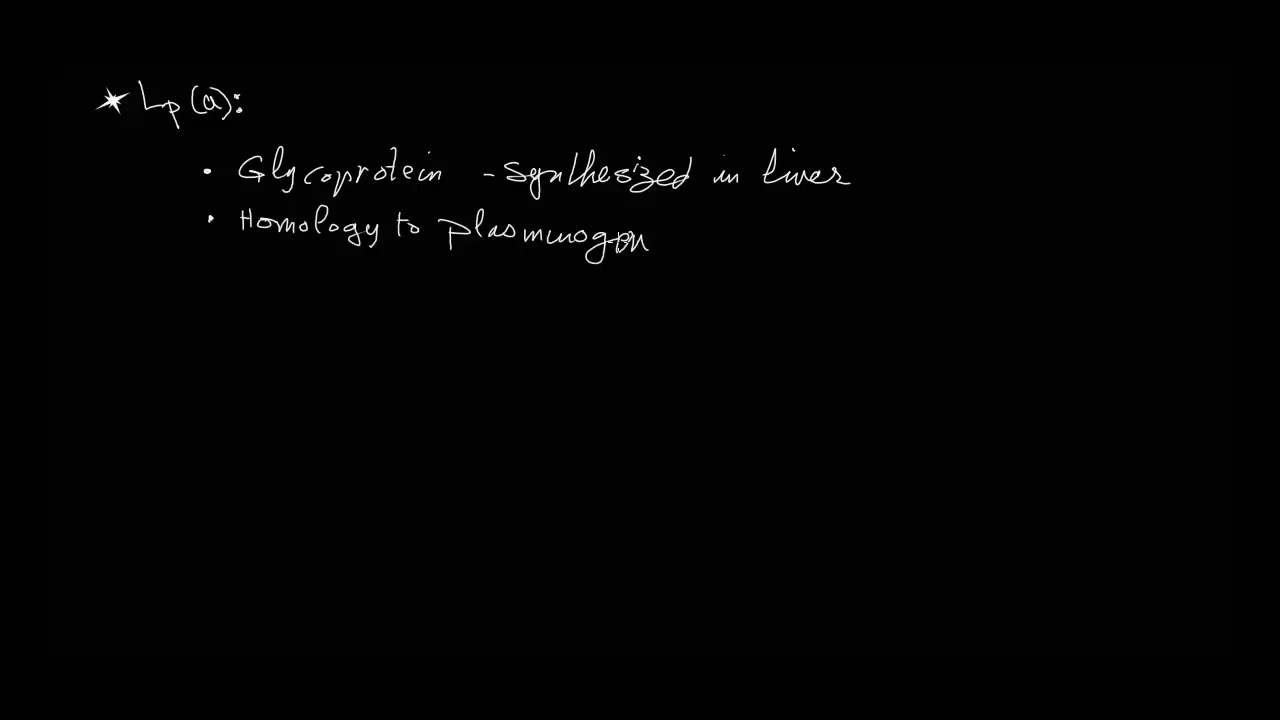 * Lp(a):
• Glycoprotein - synthesized in liver
• Homology to plasminogen